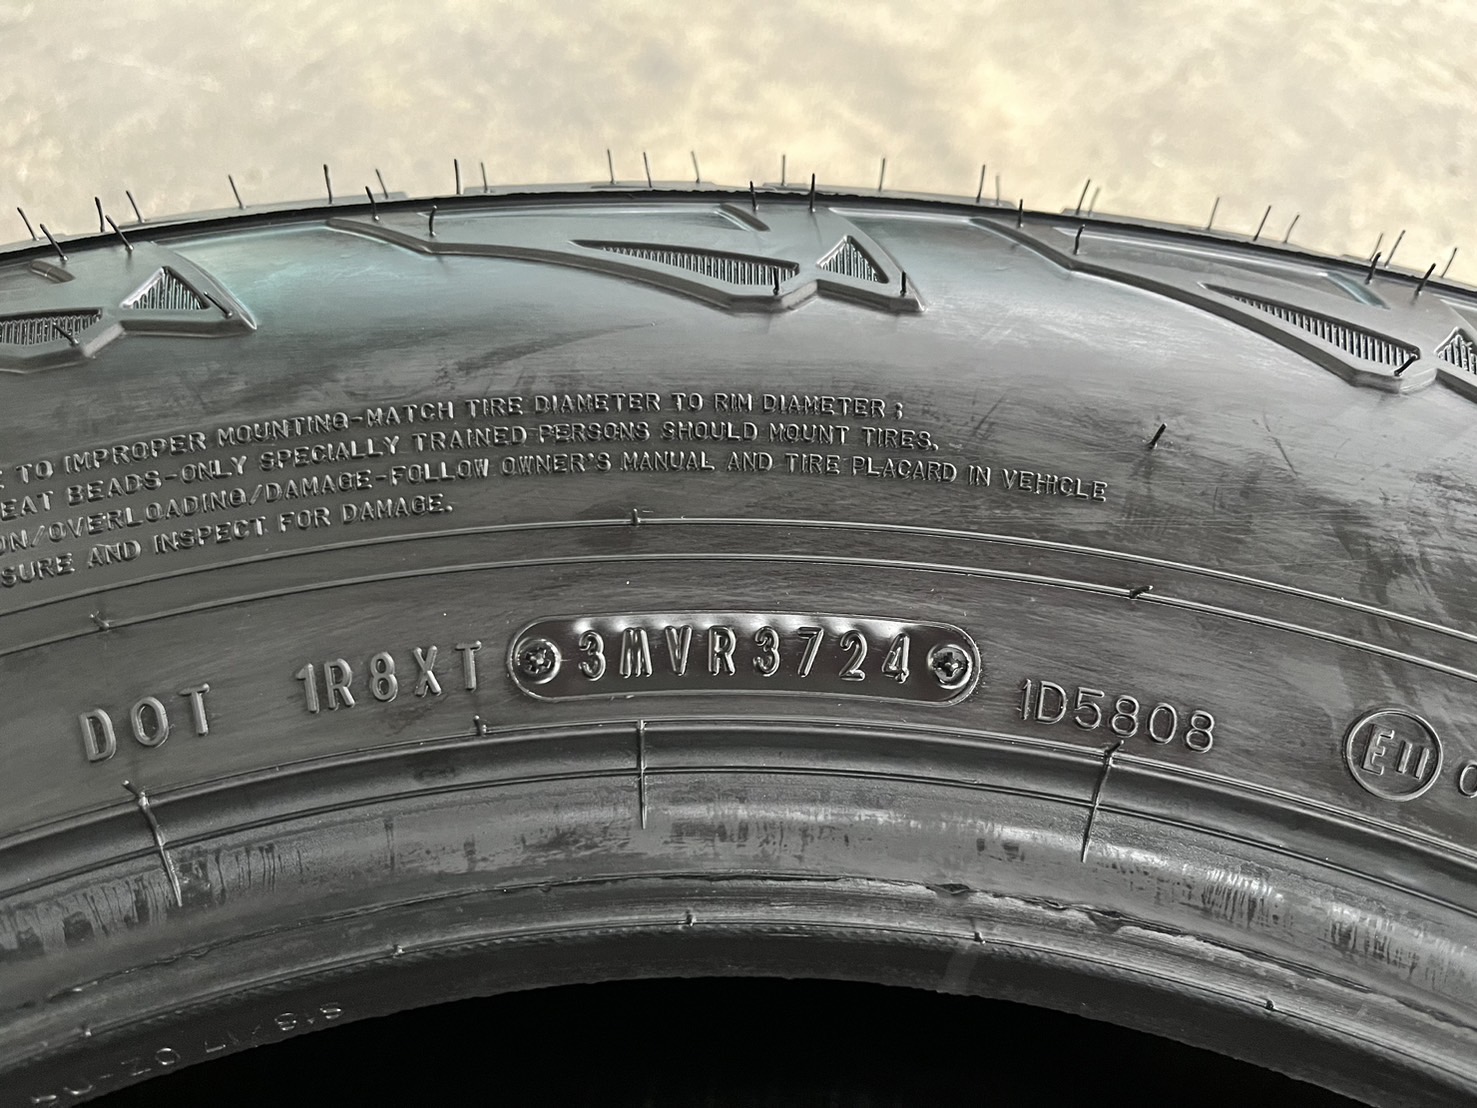 TO IMPROPER MOUNTING-MATCH TIRE DIAMETER TO RIM DIAMETER;
EAT BEADS-ONLY SPECIALLY TRAINED PERSONS SHOULD MOUNT TIRES.
ON/OVERLOADING/DAMAGE-FOLLOW OWNER'S MANUAL AND TIRE PLACARD IN VEHICLE
SURE AND INSPECT FOR DAMAGE.
DOT 1R8XT 3MVR3724 1D5808 E11